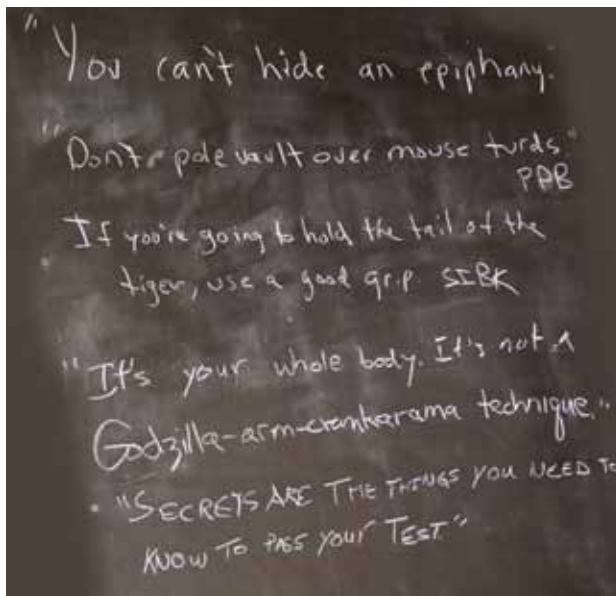 "You can't hide an epiphany.
"Don't pole vault over mouse turds"
PDB
If you're going to hold the tail of the
tiger, use a good grip. SIBK
"It's your whole body. It's not a
Godzilla-arm-crankarama technique."
• "SECRETS ARE THE THINGS YOU NEED TO
KNOW TO PASS YOUR TEST"